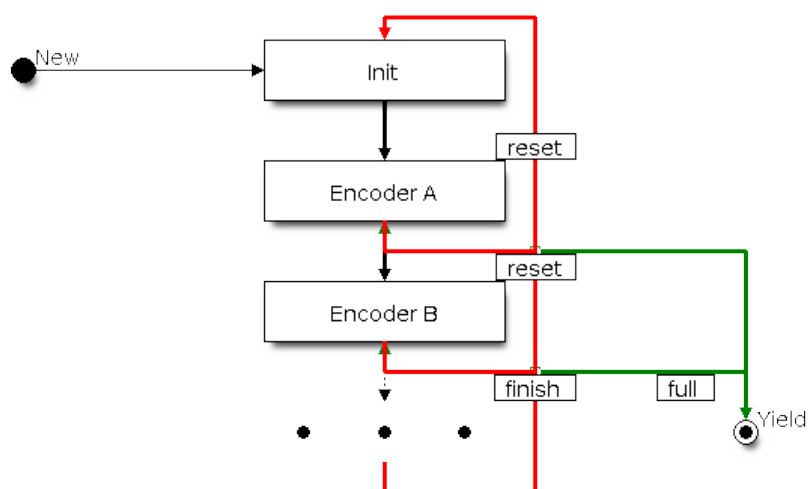 New
Init
reset
Encoder A
reset
Encoder B
finish
full
Yield